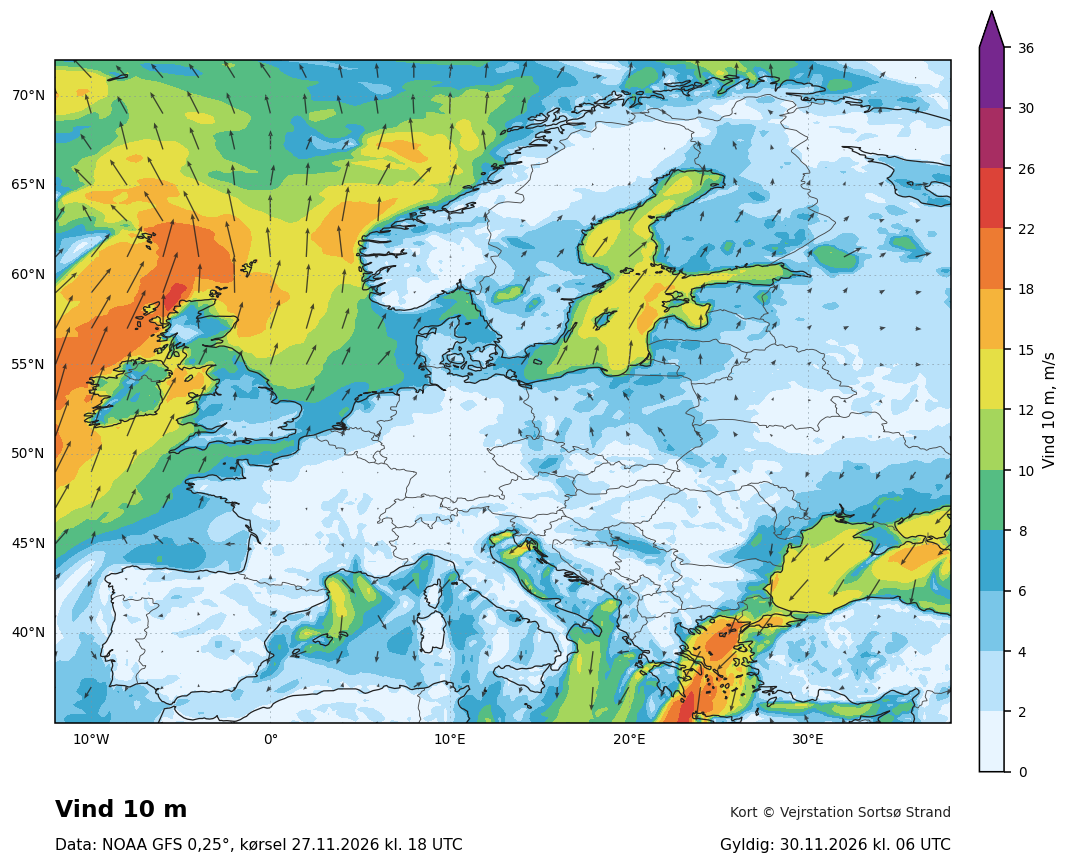 36
30
26
22
18
15
12
10
8
6
4
2
0
Vind 10 m, m/s
70°N
65°N
60°N
55°N
50°N
45°N
40°N
10°W
0°
10°E
20°E
30°E
Vind 10 m
Kort © Vejrstation Sortsø Strand
Data: NOAA GFS 0,25°, kørsel 27.11.2026 kl. 18 UTC
Gyldig: 30.11.2026 kl. 06 UTC